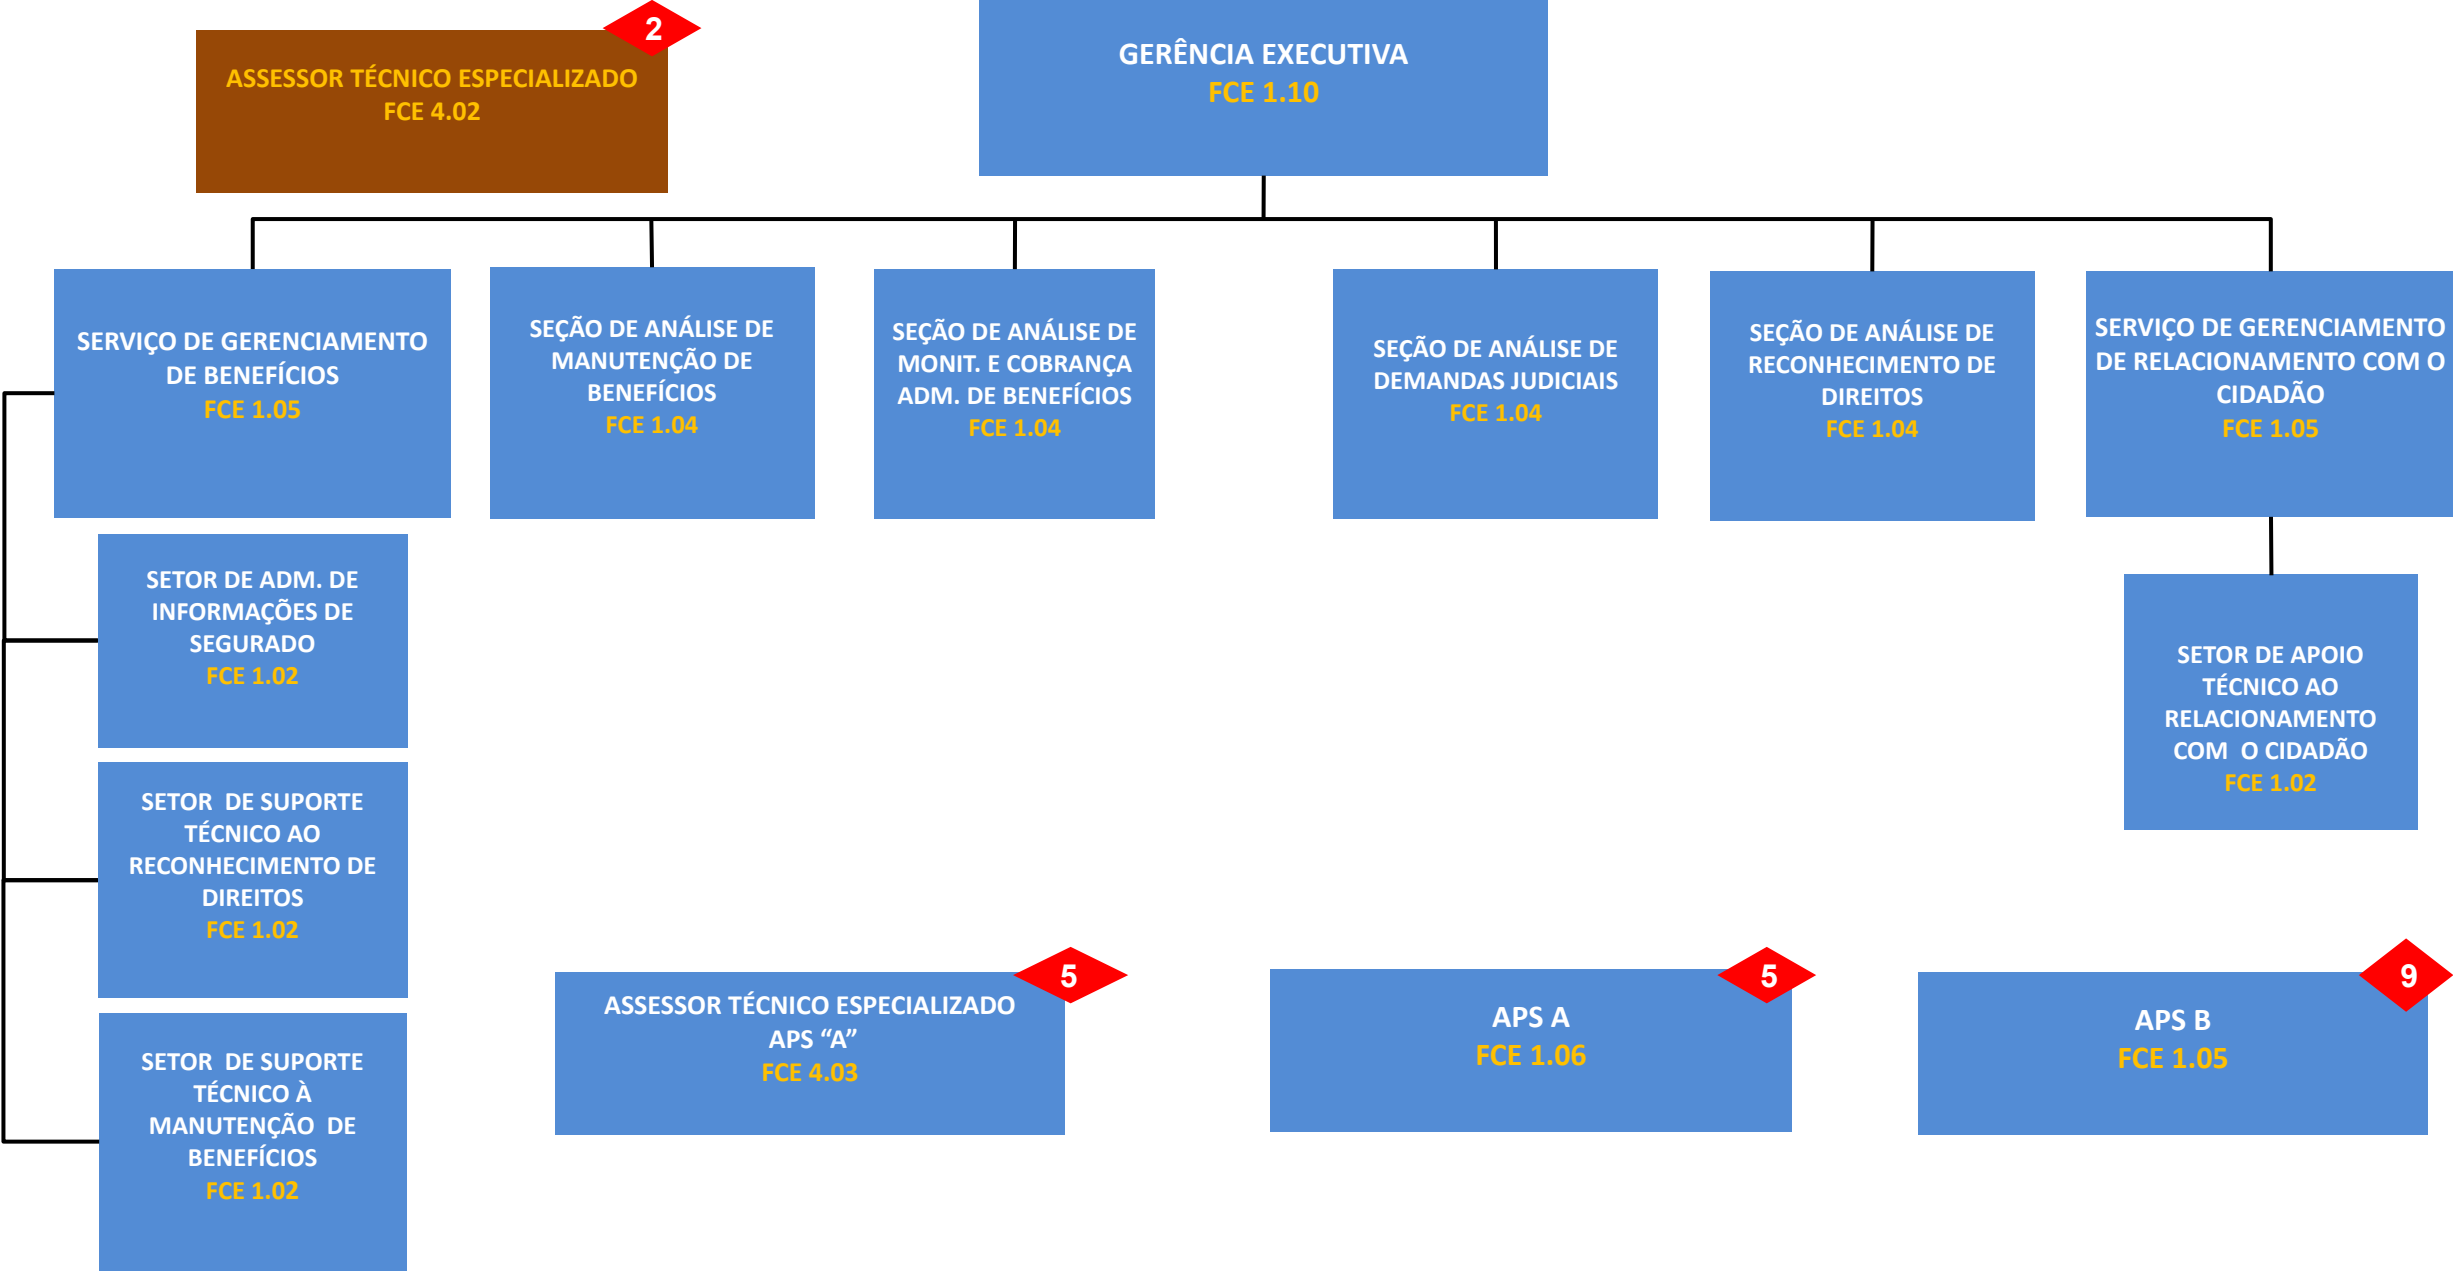 2
ASSESSOR TÉCNICO ESPECIALIZADO
FCE 4.02
GERÊNCIA EXECUTIVA
FCE 1.10
SERVIÇO DE GERENCIAMENTO
DE BENEFÍCIOS
FCE 1.05
SEÇÃO DE ANÁLISE DE
MANUTENÇÃO DE
BENEFÍCIOS
FCE 1.04
SEÇÃO DE ANÁLISE DE
MONIT. E COBRANÇA
ADM. DE BENEFÍCIOS
FCE 1.04
SEÇÃO DE ANÁLISE DE
DEMANDAS JUDICIAIS
FCE 1.04
SEÇÃO DE ANÁLISE DE
RECONHECIMENTO DE
DIREITOS
FCE 1.04
SERVIÇO DE GERENCIAMENTO
DE RELACIONAMENTO COM O
CIDADÃO
FCE 1.05
SETOR DE ADM. DE
INFORMAÇÕES DE
SEGURADO
FCE 1.02
SETOR DE APOIO
TÉCNICO AO
RELACIONAMENTO
COM O CIDADÃO
FCE 1.02
SETOR DE SUPORTE
TÉCNICO AO
RECONHECIMENTO DE
DIREITOS
FCE 1.02
SETOR DE SUPORTE
TÉCNICO À
MANUTENÇÃO DE
BENEFÍCIOS
FCE 1.02
5
ASSESSOR TÉCNICO ESPECIALIZADO
APS “A”
FCE 4.03
5
APS A
FCE 1.06
9
APS B
FCE 1.05